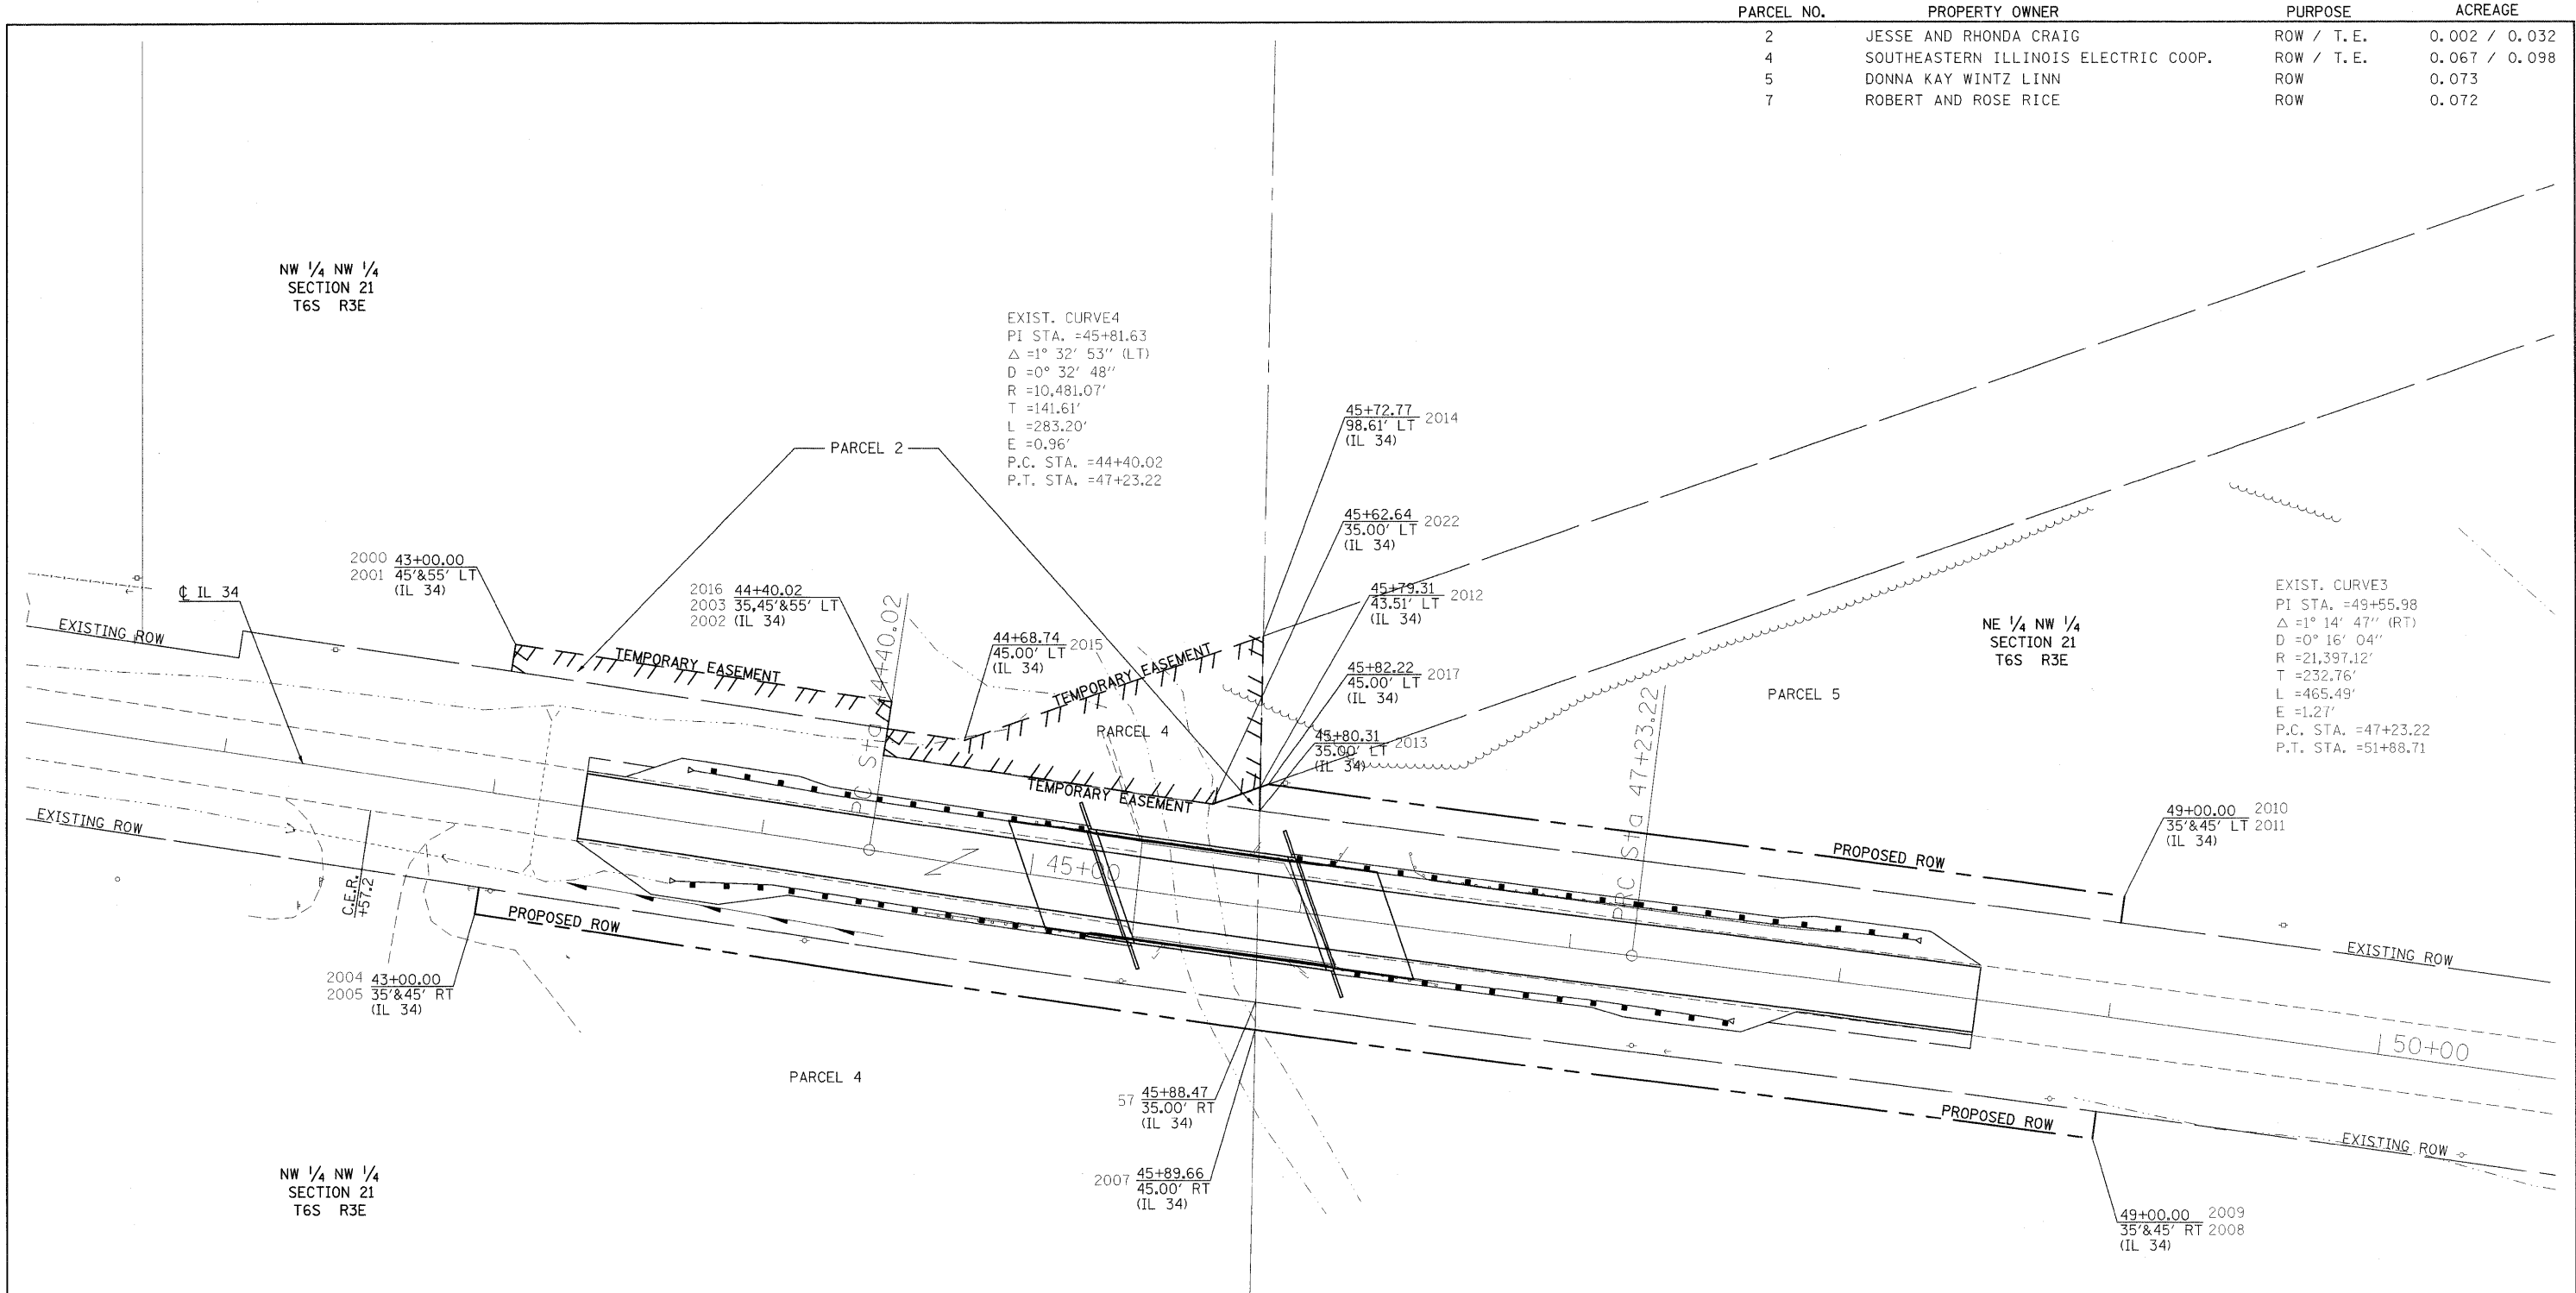 PARCEL NO. PROPERTY OWNER PURPOSE ACREAGE
2 JESSE AND RHONDA CRAIG ROW / T.E. 0.002 / 0.032
4 SOUTHEASTERN ILLINOIS ELECTRIC COOP. ROW / T.E. 0.067 / 0.098
5 DONNA KAY WINTZ LINN ROW 0.073
7 ROBERT AND ROSE RICE ROW 0.072
NW 1/4 NW 1/4
SECTION 21
T6S R3E
EXIST. CURVE4
PI STA. =45+81.63
Δ =1° 32' 53'' (LT)
D =0° 32' 48''
R =10,481.07'
T =141.61'
L =283.20'
E =0.96'
P.C. STA. =44+40.02
P.T. STA. =47+23.22
PARCEL 2
45+72.77 2014
98.61' LT
(IL 34)
45+62.64 2022
35.00' LT
(IL 34)
45+79.31 2012
43.51' LT
(IL 34)
45+82.22 2017
45.00' LT
(IL 34)
45+80.31 2013
35.00' LT
(IL 34)
2000 43+00.00
2001 45'&55' LT
(IL 34)
2016 44+40.02
2003 35,45'&55' LT
2002 (IL 34)
44+68.74 2015
45.00' LT
(IL 34)
℄ IL 34
EXISTING ROW
TEMPORARY EASEMENT
PC Sta 44+40.02
TEMPORARY EASEMENT
PARCEL 4
TEMPORARY EASEMENT
NE 1/4 NW 1/4
SECTION 21
T6S R3E
PARCEL 5
EXIST. CURVE3
PI STA. =49+55.98
Δ =1° 14' 47'' (RT)
D =0° 16' 04''
R =21,397.12'
T =232.76'
L =465.49'
E =1.27'
P.C. STA. =47+23.22
P.T. STA. =51+88.71
PRC Sta 47+23.22
49+00.00 2010
35'&45' LT 2011
(IL 34)
EXISTING ROW
PROPOSED ROW
45+00
C.E.R.
+57.2
PROPOSED ROW
EXISTING ROW
2004 43+00.00
2005 35'&45' RT
(IL 34)
50+00
PARCEL 4
57 45+88.47
35.00' RT
(IL 34)
PROPOSED ROW
EXISTING ROW
NW 1/4 NW 1/4
SECTION 21
T6S R3E
2007 45+89.66
45.00' RT
(IL 34)
49+00.00 2009
35'&45' RT 2008
(IL 34)